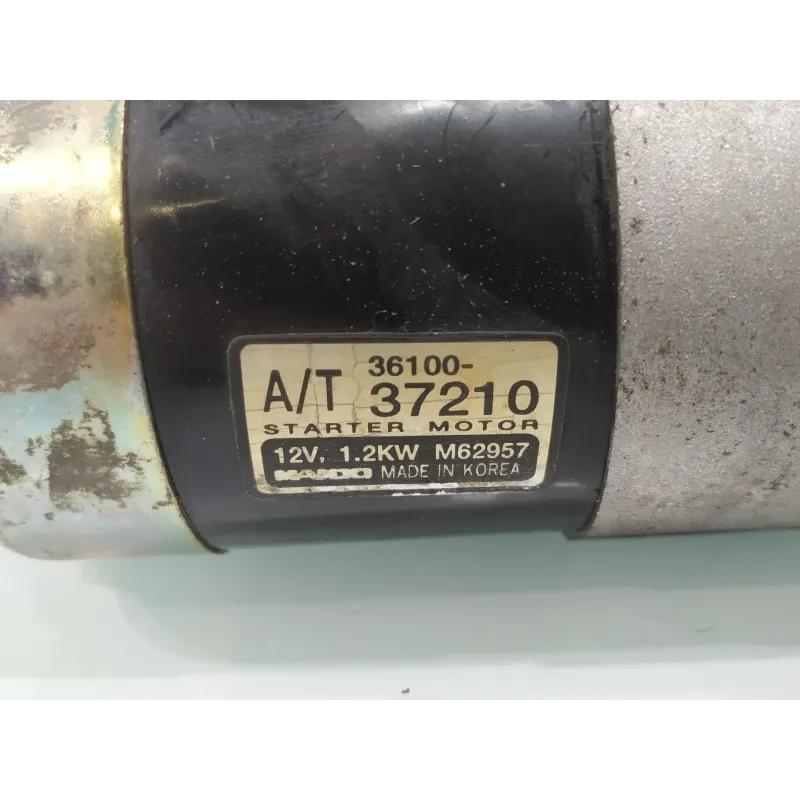 A/T 36100-
37210
STARTER MOTOR
12V, 1.2KW M62957
MANDO MADE IN KOREA